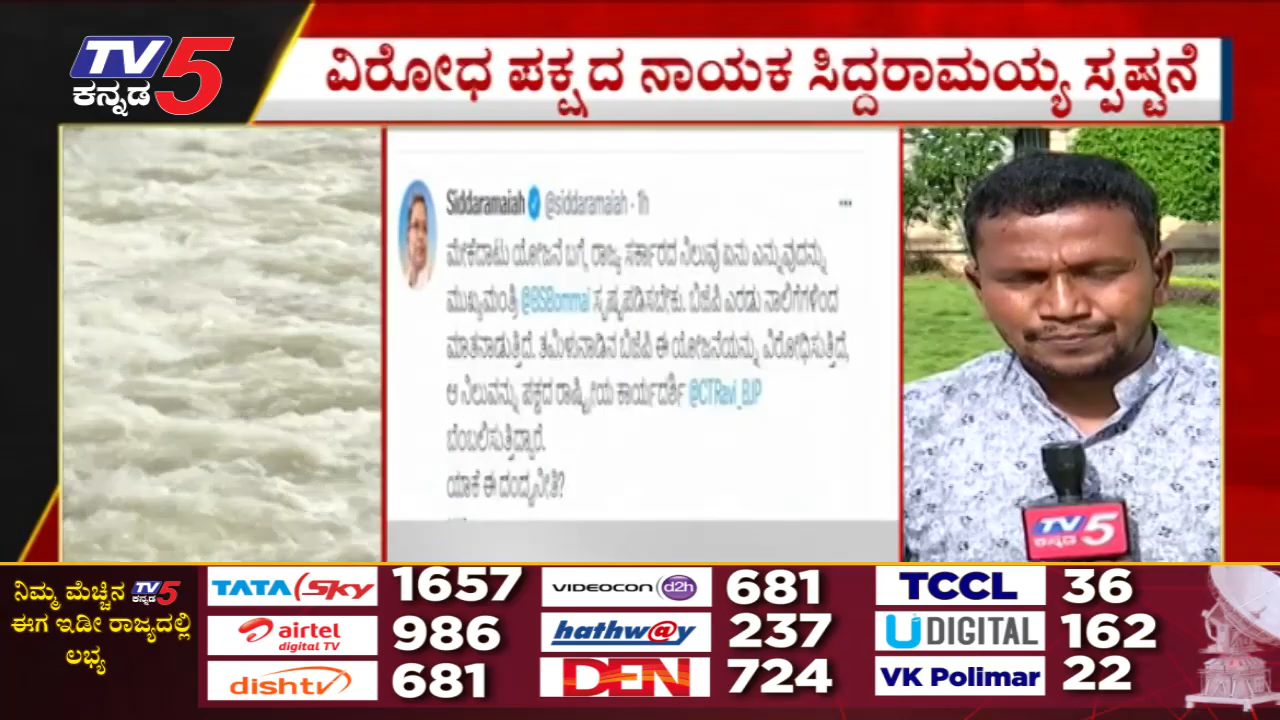 TV5 ಕನ್ನಡ
ವಿರೋಧ ಪಕ್ಷದ ನಾಯಕ ಸಿದ್ದರಾಮಯ್ಯ ಸ್ಪಷ್ಟನೆ
Siddaramaiah @siddaramaiah · 1h
ಮೇಕೆದಾಟು ಯೋಜನೆ ಬಗ್ಗೆ ರಾಜ್ಯ ಸರ್ಕಾರದ ನಿಲುವು ಏನು ಎನ್ನುವುದನ್ನು
ಮುಖ್ಯಮಂತ್ರಿ @BSBommai ಸ್ಪಷ್ಟಪಡಿಸಬೇಕು. ಬಿಜೆಪಿ ಎರಡು ನಾಲಿಗೆಗಳಿಂದ
ಮಾತನಾಡುತ್ತಿದೆ. ತಮಿಳುನಾಡಿನ ಬಿಜೆಪಿ ಈ ಯೋಜನೆಯನ್ನು ವಿರೋಧಿಸುತ್ತಿದೆ,
ಆ ನಿಲುವನ್ನು ಪಕ್ಷದ ರಾಷ್ಟ್ರೀಯ ಕಾರ್ಯದರ್ಶಿ @CTRavi_BJP
ಬೆಂಬಲಿಸುತ್ತಿದ್ದಾರೆ.
ಯಾಕೆ ಈ ದ್ವಂದ್ವನೀತಿ?
TV5 ಕನ್ನಡ
ನಿಮ್ಮ ಮೆಚ್ಚಿನ TV5 ಕನ್ನಡ
ಈಗ ಇಡೀ ರಾಜ್ಯದಲ್ಲಿ
ಲಭ್ಯ
TATA Sky 1657
airtel digital TV 986
dishtv 681
VIDEOCON d2h 681
hathway 237
DEN 724
TCCL 36
U DIGITAL 162
VK Polimar 22